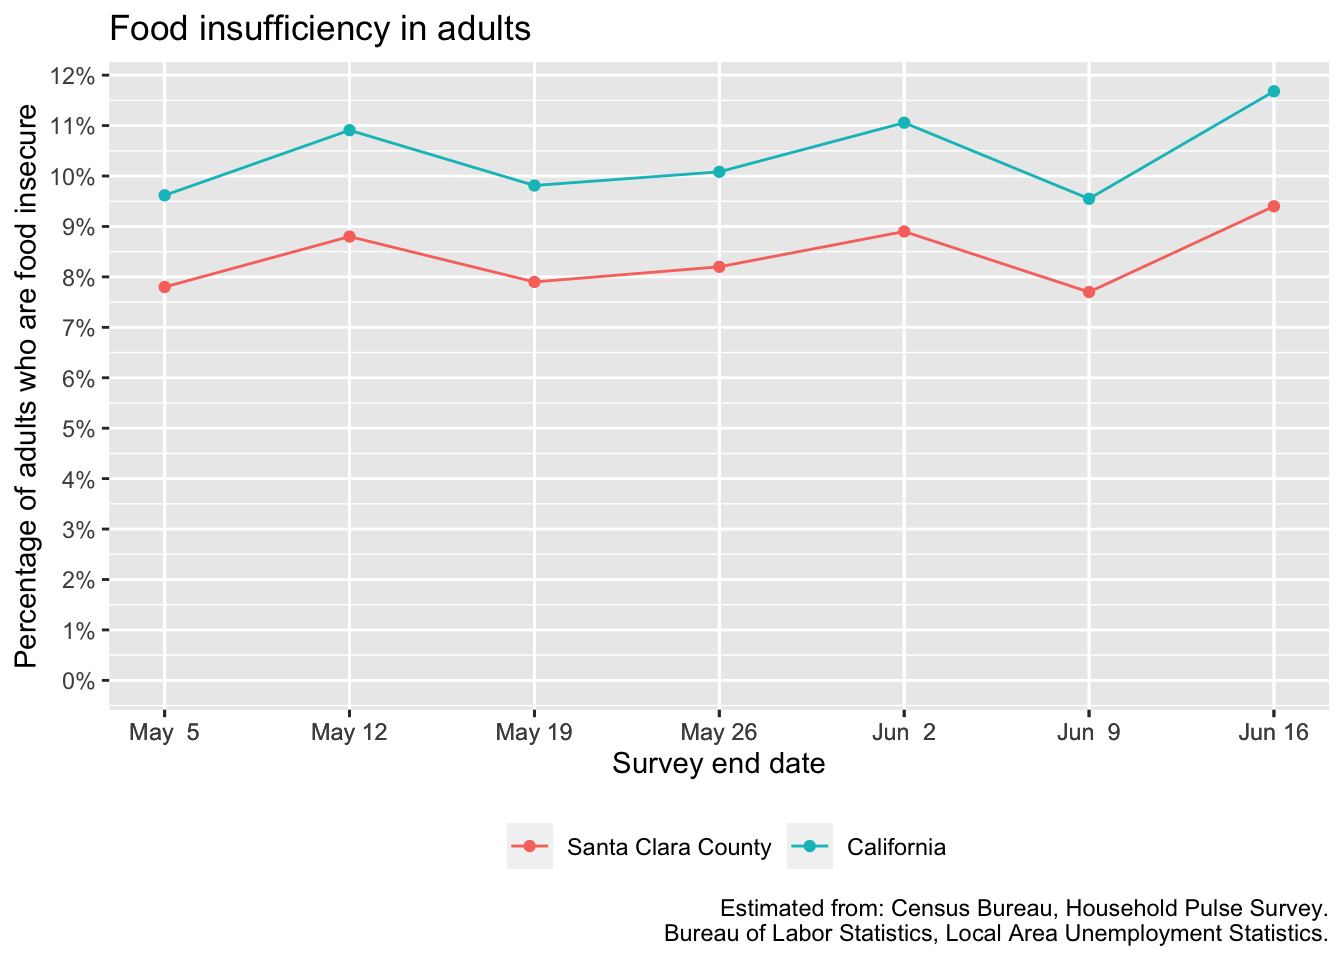 Food insufficiency in adults
Percentage of adults who are food insecure
12%
11%
10%
9%
8%
7%
6%
5%
4%
3%
2%
1%
0%
May  5 May 12 May 19 May 26 Jun  2 Jun  9 Jun 16
Survey end date
Santa Clara County California
Estimated from: Census Bureau, Household Pulse Survey.
Bureau of Labor Statistics, Local Area Unemployment Statistics.